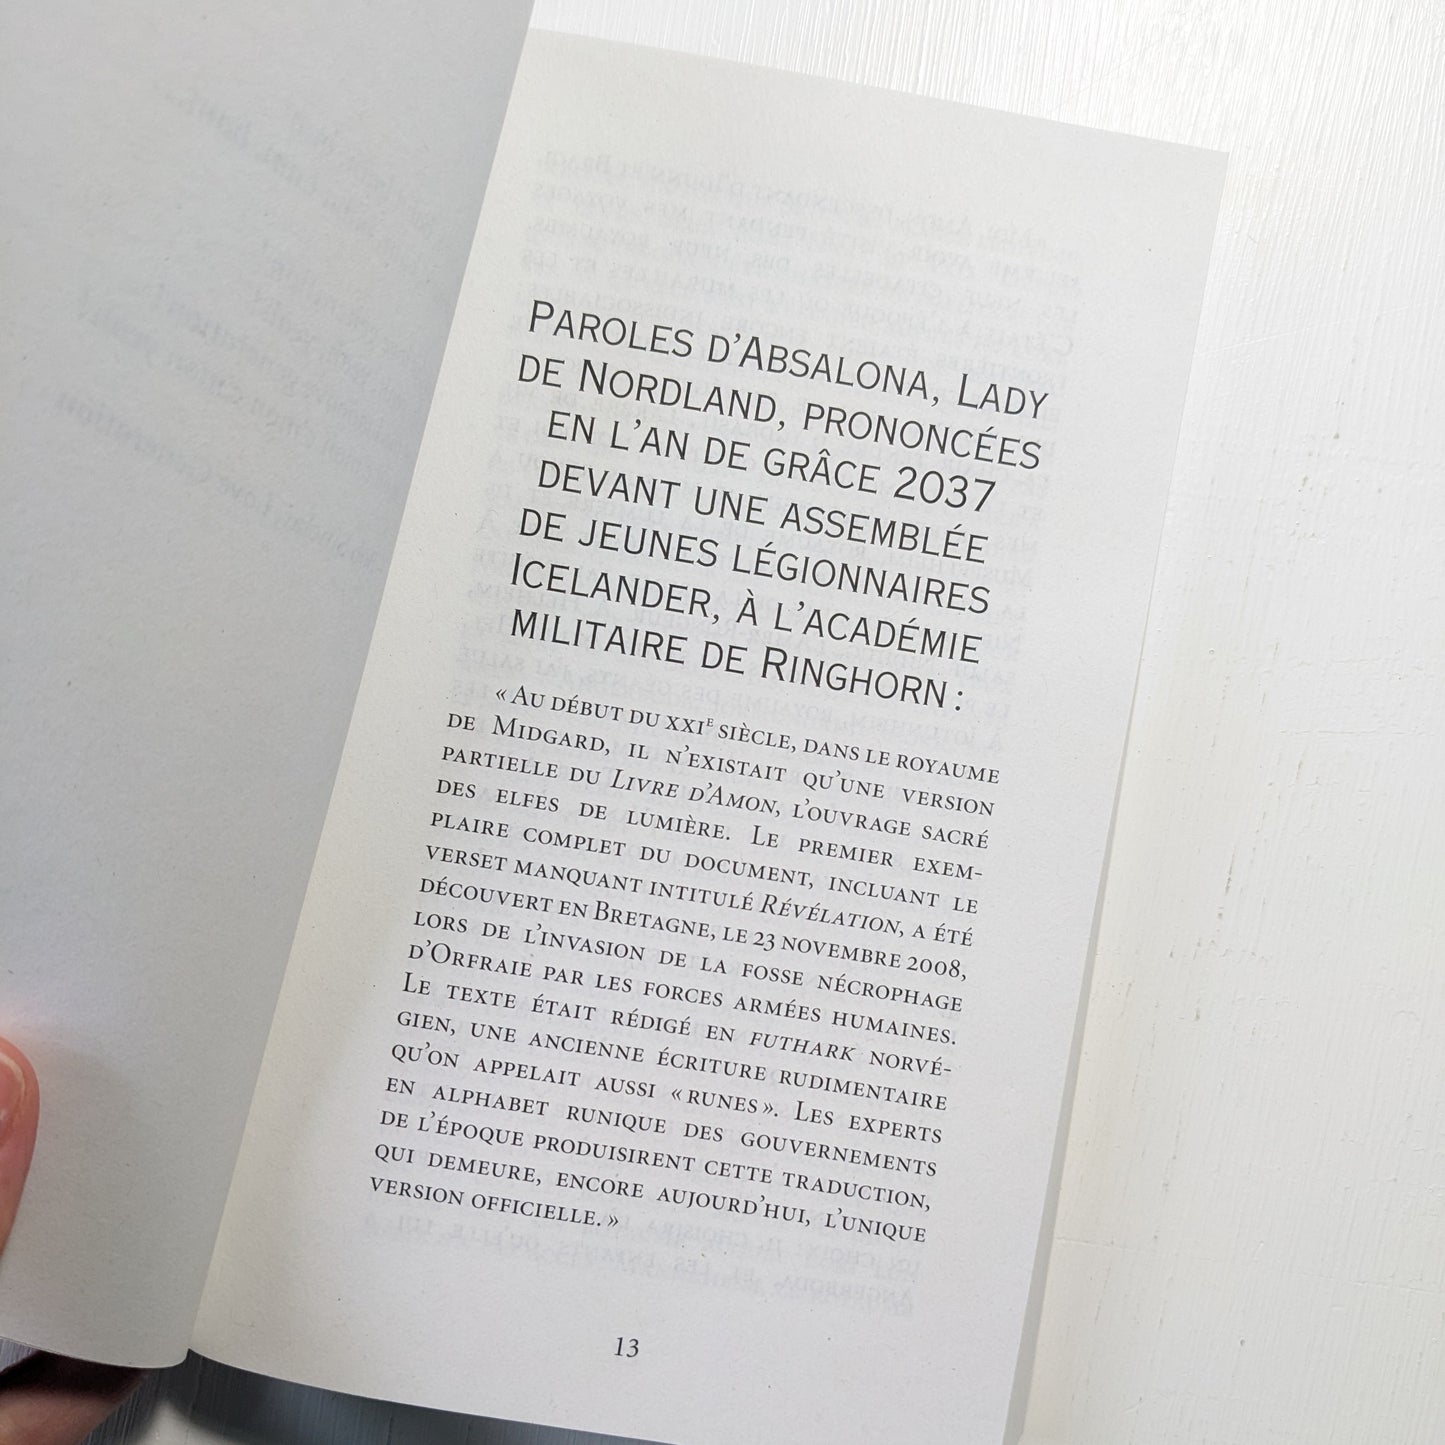 Paroles d'Absalona, Lady
de Nordland, prononcées
en l'an de grâce 2037
devant une assemblée
de jeunes légionnaires
Icelander, à l'académie
militaire de Ringhorn :
« Au début du XXIe siècle, dans le royaume
de Midgard, il n'existait qu'une version
partielle du Livre d'Amon, l'ouvrage sacré
des elfes de lumière. Le premier exem-
plaire complet du document, incluant le
verset manquant intitulé Révélation, a été
découvert en Bretagne, le 23 novembre 2008,
lors de l'invasion de la fosse nécrophage
d'Orfraie par les forces armées humaines.
Le texte était rédigé en futhark norvé-
gien, une ancienne écriture rudimentaire
qu'on appelait aussi « runes ». Les experts
en alphabet runique des gouvernements
de l'époque produisirent cette traduction,
qui demeure, encore aujourd'hui, l'unique
version officielle. »
13